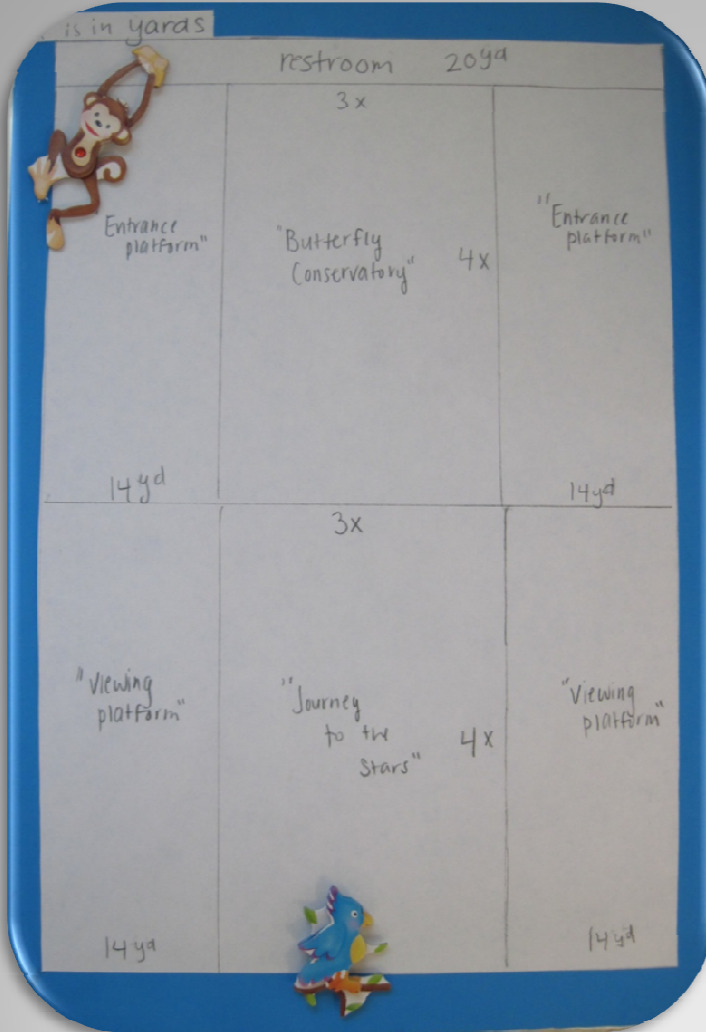 is in yards
restroom 20yd
3x
Entrance
platform"
"Butterfly
Conservatory"
4x
"Entrance
platform"
14yd
14yd
3x
"Viewing
platform"
"Journey
to the
Stars"
4x
"Viewing
platform"
14yd
14yd